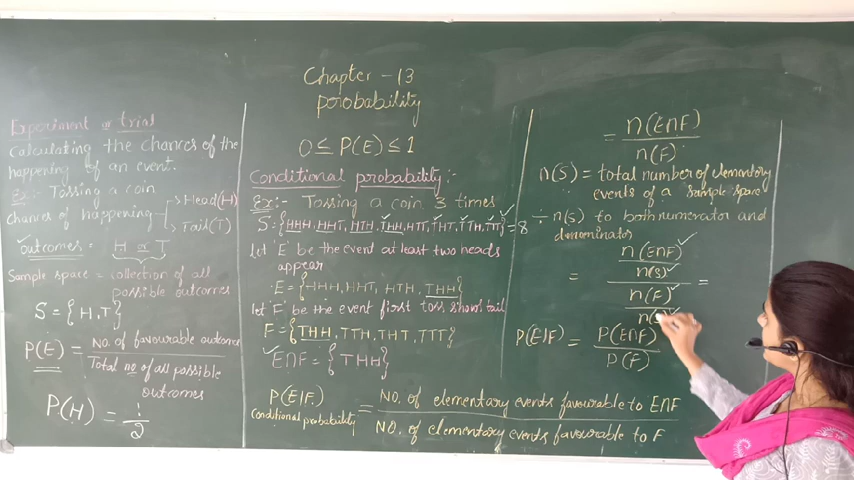 Chapter - 13
probability
Experiment or trial
Calculating the chances of the
happening of an event.
Ex:- Tossing a coin
chances of happening → Head(H)
→ Tail(T)
outcomes = H or T
Sample space = collection of all
possible outcomes
S = {H,T}
P(E) = No. of favourable outcome
Total no of all possible
outcomes
P(H) = 1
2
0 ≤ P(E) ≤ 1
Conditional probability:-
Ex:- Tossing a coin 3 times
S = {HHH, HHT, HTH, THH, HTT, THT, TTH, TTT} = 8
let 'E' be the event at least two heads
appear
E = {HHH, HHT, HTH, THH}
let 'F' be the event first toss shows tail
F = {THH, TTH, THT, TTT}
E∩F = {THH}
P(E|F) = No. of elementary events favourable to E∩F
conditional probability
No. of elementary events favourable to F
= n(E∩F)
n(F)
n(S) = total number of elementary
events of a sample space
÷ n(S) to both numerator and
denominator
n(E∩F)
n(S)
= =
n(F)
P(E|F) = P(E∩F)
P(F)